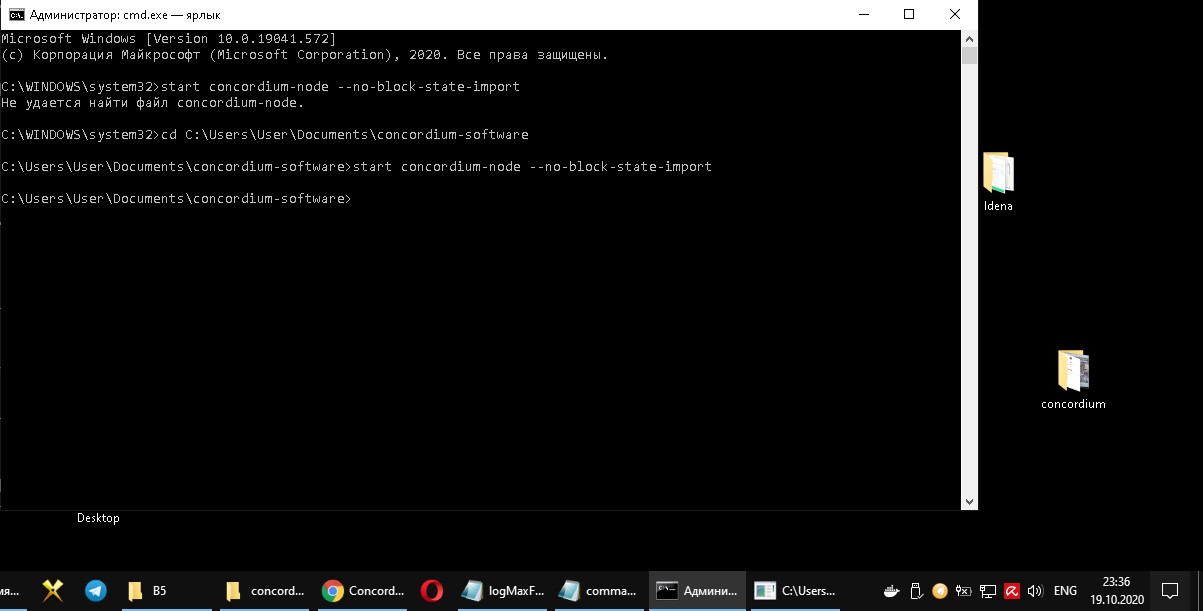 Администратор: cmd.exe — ярлык
Microsoft Windows [Version 10.0.19041.572]
(c) Корпорация Майкрософт (Microsoft Corporation), 2020. Все права защищены.
C:\WINDOWS\system32>start concordium-node --no-block-state-import
Не удается найти файл concordium-node.
C:\WINDOWS\system32>cd C:\Users\User\Documents\concordium-software
C:\Users\User\Documents\concordium-software>start concordium-node --no-block-state-import
C:\Users\User\Documents\concordium-software>
Idena
concordium
Desktop
мя... B5 concord... Concord... logMaxF... comma... Админи... C:\Users... ENG 23:36
19.10.2020